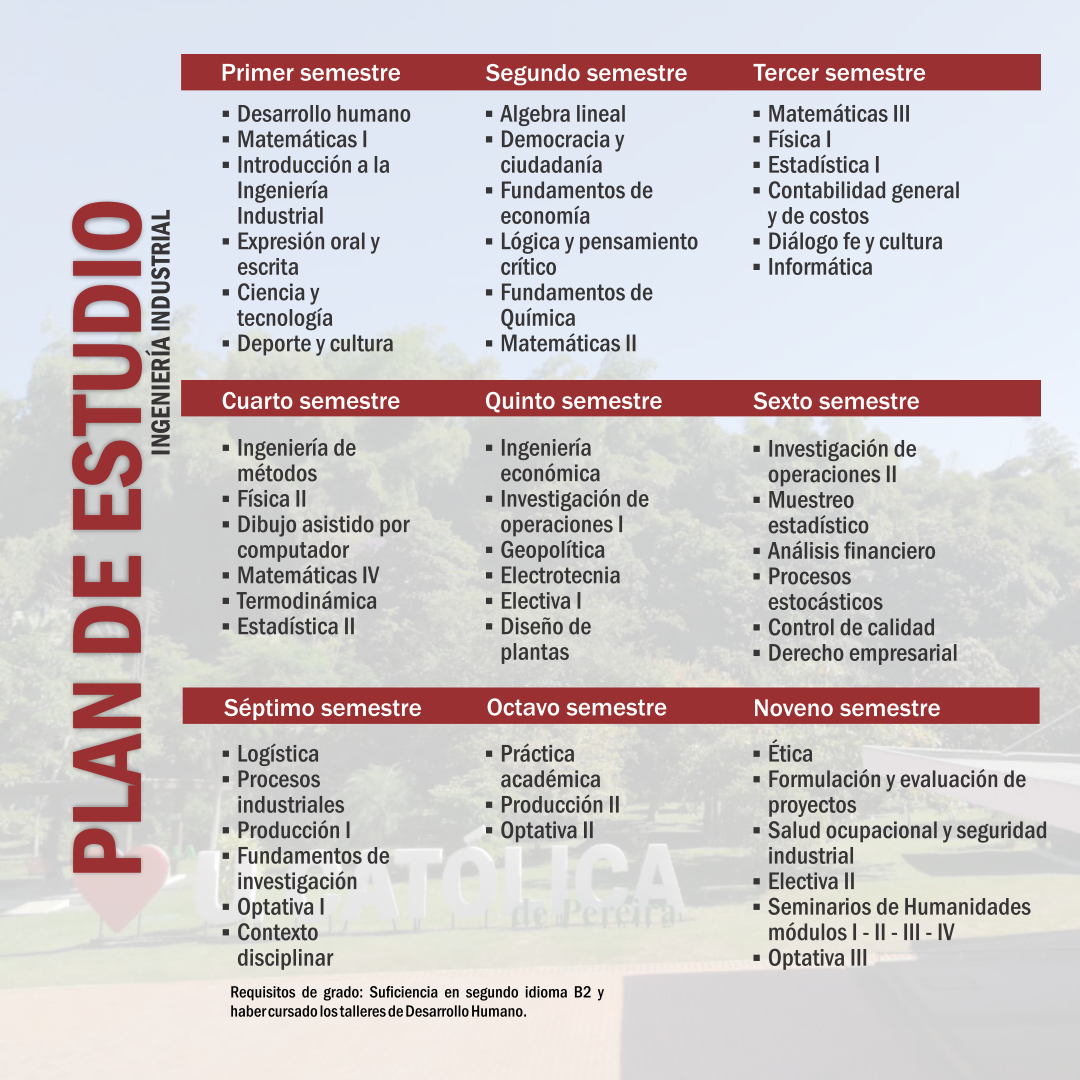 PLAN DE ESTUDIO
INGENIERÍA INDUSTRIAL
Primer semestre
▪ Desarrollo humano
▪ Matemáticas I
▪ Introducción a la
Ingeniería
Industrial
▪ Expresión oral y
escrita
▪ Ciencia y
tecnología
▪ Deporte y cultura
Segundo semestre
▪ Algebra lineal
▪ Democracia y
ciudadanía
▪ Fundamentos de
economía
▪ Lógica y pensamiento
crítico
▪ Fundamentos de
Química
▪ Matemáticas II
Tercer semestre
▪ Matemáticas III
▪ Física I
▪ Estadística I
▪ Contabilidad general
y de costos
▪ Diálogo fe y cultura
▪ Informática
Cuarto semestre
▪ Ingeniería de
métodos
▪ Física II
▪ Dibujo asistido por
computador
▪ Matemáticas IV
▪ Termodinámica
▪ Estadística II
Quinto semestre
▪ Ingeniería
económica
▪ Investigación de
operaciones I
▪ Geopolítica
▪ Electrotecnia
▪ Electiva I
▪ Diseño de
plantas
Sexto semestre
▪ Investigación de
operaciones II
▪ Muestreo
estadístico
▪ Análisis financiero
▪ Procesos
estocásticos
▪ Control de calidad
▪ Derecho empresarial
Séptimo semestre
▪ Logística
▪ Procesos
industriales
▪ Producción I
▪ Fundamentos de
investigación
▪ Optativa I
▪ Contexto
disciplinar
Octavo semestre
▪ Práctica
académica
▪ Producción II
▪ Optativa II
Noveno semestre
▪ Ética
▪ Formulación y evaluación de
proyectos
▪ Salud ocupacional y seguridad
industrial
▪ Electiva II
▪ Seminarios de Humanidades
módulos I - II - III - IV
▪ Optativa III
U CATÓLICA
de Pereira
Requisitos de grado: Suficiencia en segundo idioma B2 y
haber cursado los talleres de Desarrollo Humano.